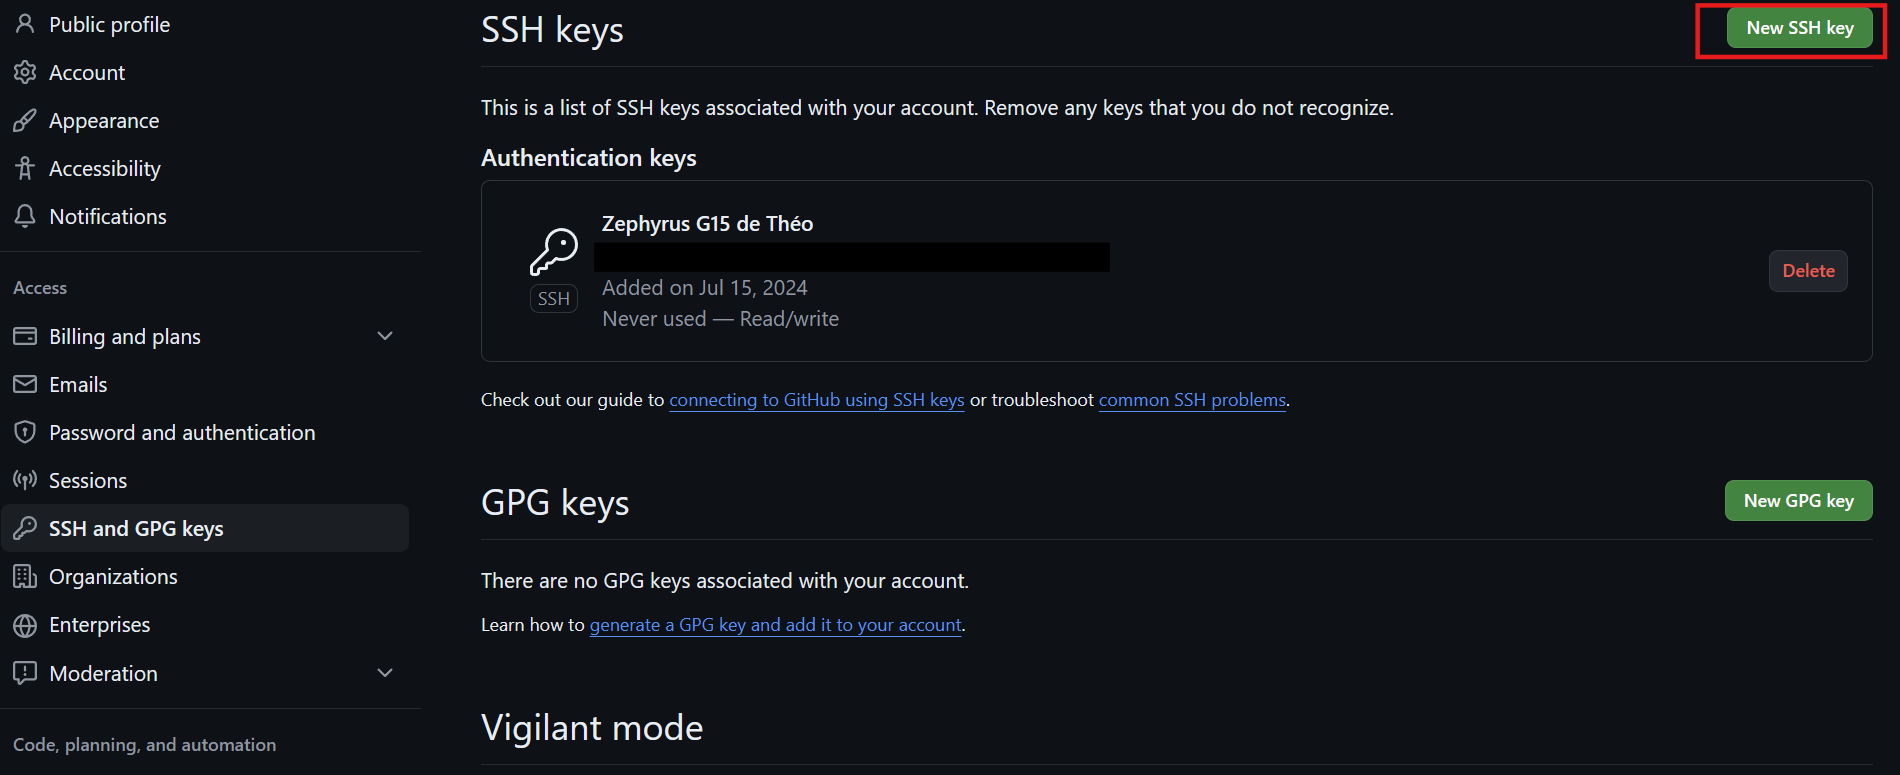 Public profile
Account
Appearance
Accessibility
Notifications
Access
Billing and plans
Emails
Password and authentication
Sessions
SSH and GPG keys
Organizations
Enterprises
Moderation
Code, planning, and automation
SSH keys
New SSH key
This is a list of SSH keys associated with your account. Remove any keys that you do not recognize.
Authentication keys
Zephyrus G15 de Théo
SSH
Added on Jul 15, 2024
Never used — Read/write
Delete
Check out our guide to connecting to GitHub using SSH keys or troubleshoot common SSH problems.
GPG keys
New GPG key
There are no GPG keys associated with your account.
Learn how to generate a GPG key and add it to your account.
Vigilant mode